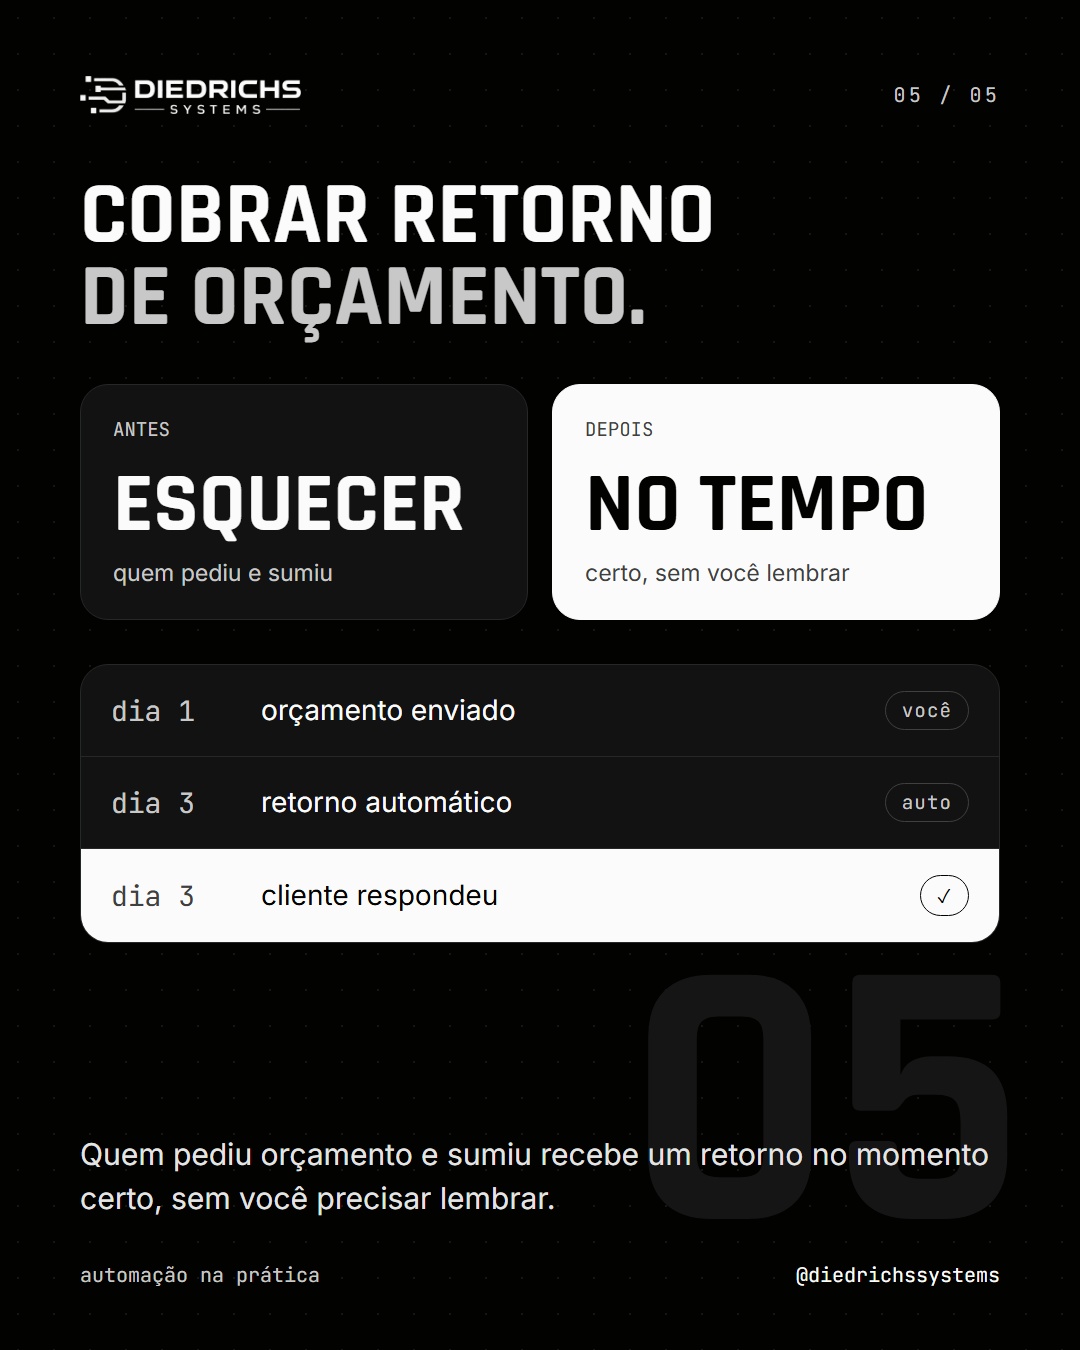 DIEDRICHS
SYSTEMS
05 / 05
COBRAR RETORNO
DE ORÇAMENTO.
ANTES
ESQUECER
quem pediu e sumiu
DEPOIS
NO TEMPO
certo, sem você lembrar
dia 1 orçamento enviado você
dia 3 retorno automático auto
dia 3 cliente respondeu ✓
05
Quem pediu orçamento e sumiu recebe um retorno no momento
certo, sem você precisar lembrar.
automação na prática
@diedrichssystems